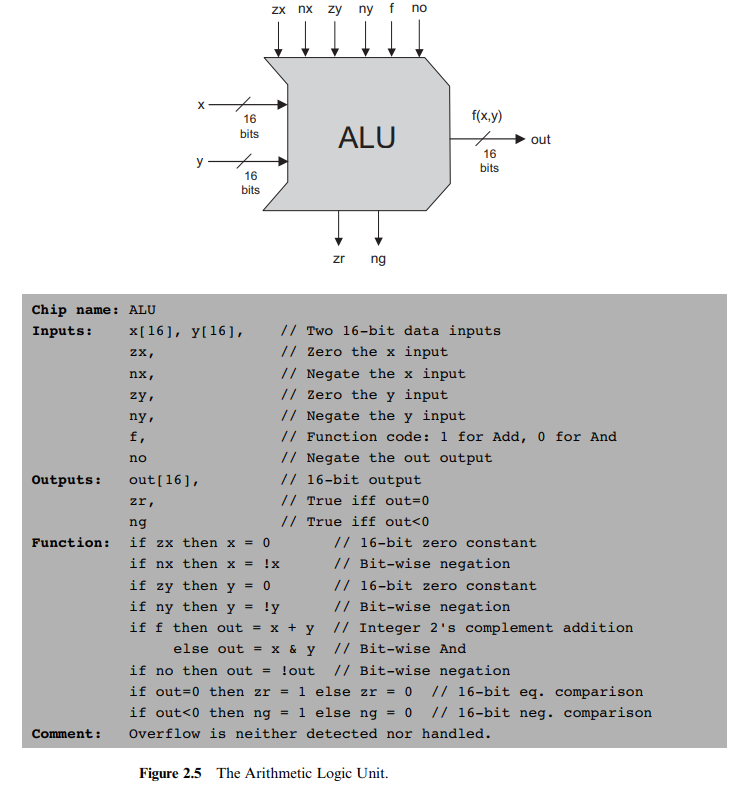 zx nx zy ny f no
x
16
bits
y
16
bits
ALU
f(x,y)
out
16
bits
zr ng
Chip name: ALU
Inputs: x[16], y[16], // Two 16-bit data inputs
zx, // Zero the x input
nx, // Negate the x input
zy, // Zero the y input
ny, // Negate the y input
f, // Function code: 1 for Add, 0 for And
no // Negate the out output
Outputs: out[16], // 16-bit output
zr, // True iff out=0
ng // True iff out<0
Function: if zx then x = 0 // 16-bit zero constant
if nx then x = !x // Bit-wise negation
if zy then y = 0 // 16-bit zero constant
if ny then y = !y // Bit-wise negation
if f then out = x + y // Integer 2's complement addition
else out = x & y // Bit-wise And
if no then out = !out // Bit-wise negation
if out=0 then zr = 1 else zr = 0 // 16-bit eq. comparison
if out<0 then ng = 1 else ng = 0 // 16-bit neg. comparison
Comment: Overflow is neither detected nor handled.
Figure 2.5 The Arithmetic Logic Unit.